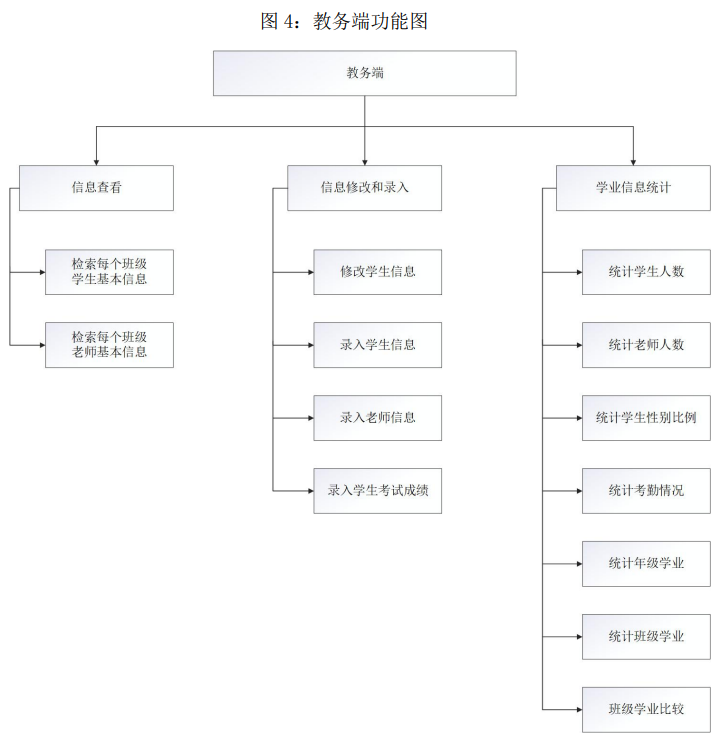 图 4：教务端功能图
教务端
信息查看
信息修改和录入
学业信息统计
检索每个班级
学生基本信息
修改学生信息
统计学生人数
检索每个班级
老师基本信息
录入学生信息
统计老师人数
录入老师信息
统计学生性别比例
录入学生考试成绩
统计考勤情况
统计年级学业
统计班级学业
班级学业比较